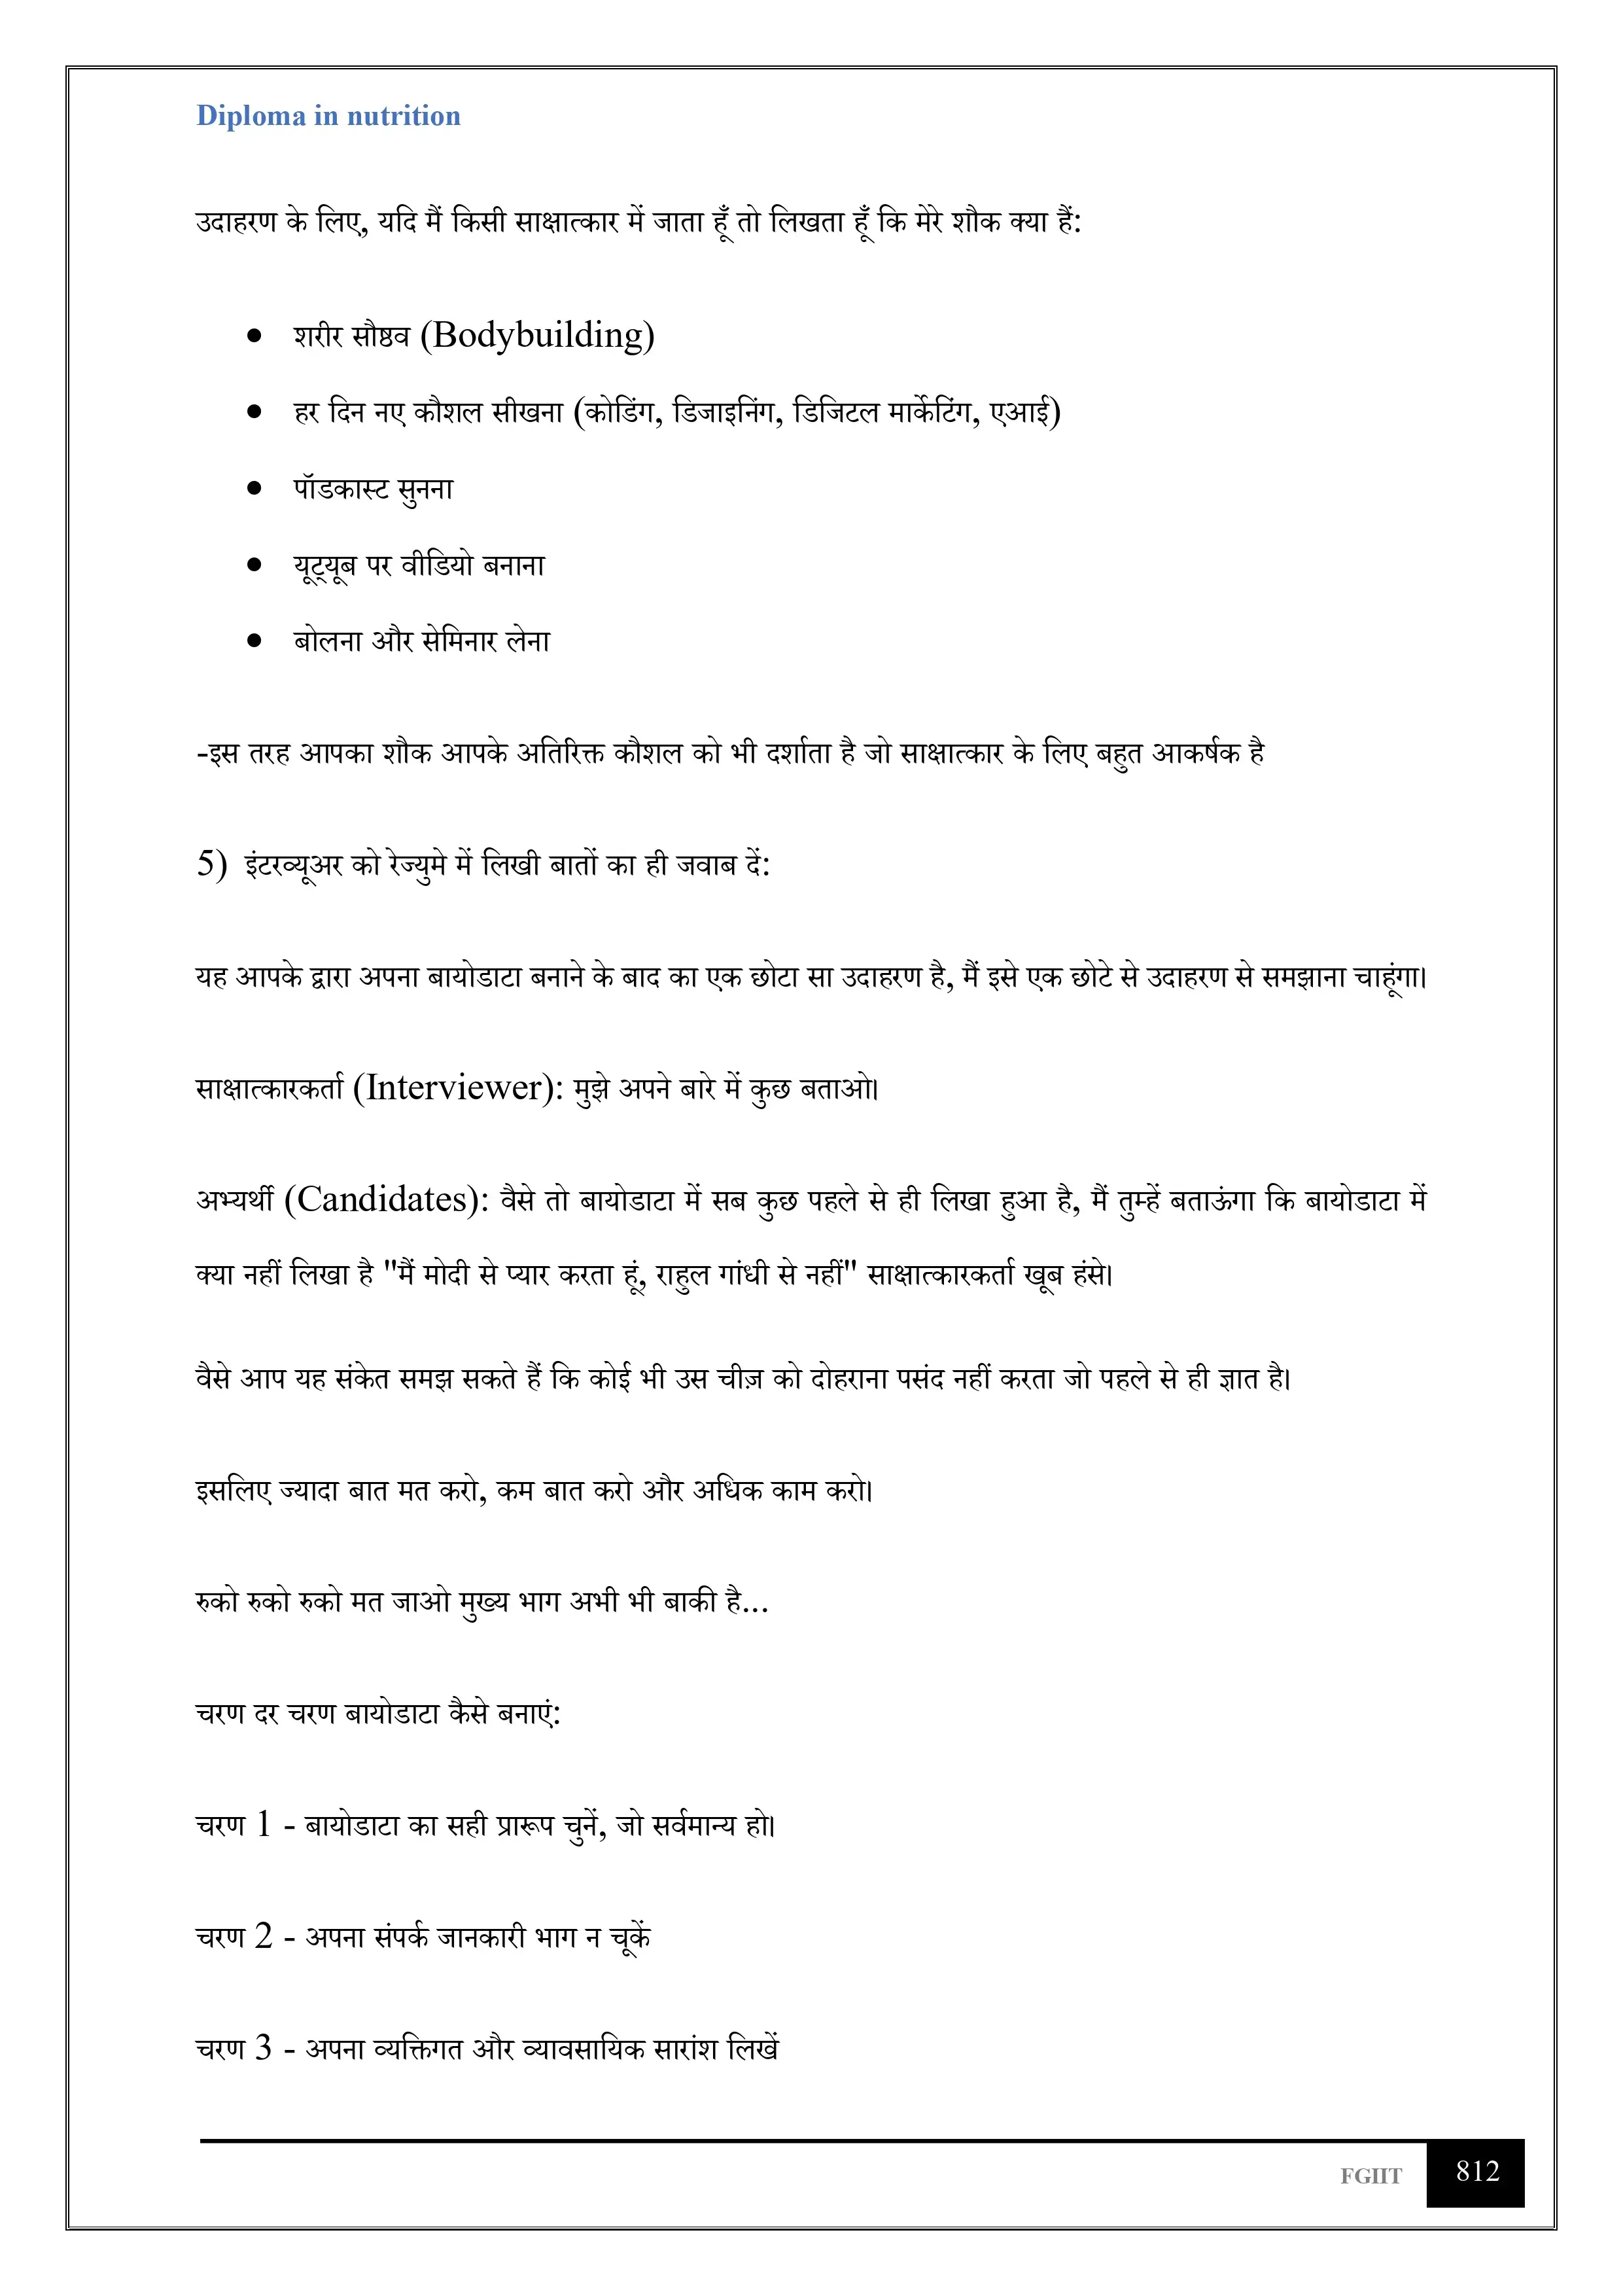 Diploma in nutrition
उदाहरण के लिए, यदि मैं किसी साक्षात्कार में जाता हूँ तो लिखता हूँ कि मेरे शौक क्या हैं:
• शरीर सौष्ठव (Bodybuilding)
• हर दिन नए कौशल सीखना (कोडिंग, डिजाइनिंग, डिजिटल मार्केटिंग, एआई)
• पॉडकास्ट सुनना
• यूट्यूब पर वीडियो बनाना
• बोलना और सेमिनार लेना
-इस तरह आपका शौक आपके अतिरिक्त कौशल को भी दर्शाता है जो साक्षात्कार के लिए बहुत आकर्षक है
5) इंटरव्यूअर को रेज्युमे में लिखी बातों का ही जवाब दें:
यह आपके द्वारा अपना बायोडाटा बनाने के बाद का एक छोटा सा उदाहरण है, मैं इसे एक छोटे से उदाहरण से समझाना चाहूंगा।
साक्षात्कारकर्ता (Interviewer): मुझे अपने बारे में कुछ बताओ।
अभ्यर्थी (Candidates): वैसे तो बायोडाटा में सब कुछ पहले से ही लिखा हुआ है, मैं तुम्हें बताऊंगा कि बायोडाटा में
क्या नहीं लिखा है "मैं मोदी से प्यार करता हूं, राहुल गांधी से नहीं" साक्षात्कारकर्ता खूब हंसे।
वैसे आप यह संकेत समझ सकते हैं कि कोई भी उस चीज़ को दोहराना पसंद नहीं करता जो पहले से ही ज्ञात है।
इसलिए ज्यादा बात मत करो, कम बात करो और अधिक काम करो।
रुको रुको रुको मत जाओ मुख्य भाग अभी भी बाकी है...
चरण दर चरण बायोडाटा कैसे बनाएं:
चरण 1 - बायोडाटा का सही प्रारूप चुनें, जो सर्वमान्य हो।
चरण 2 - अपना संपर्क जानकारी भाग न चूकें
चरण 3 - अपना व्यक्तिगत और व्यावसायिक सारांश लिखें
FGIIT 812